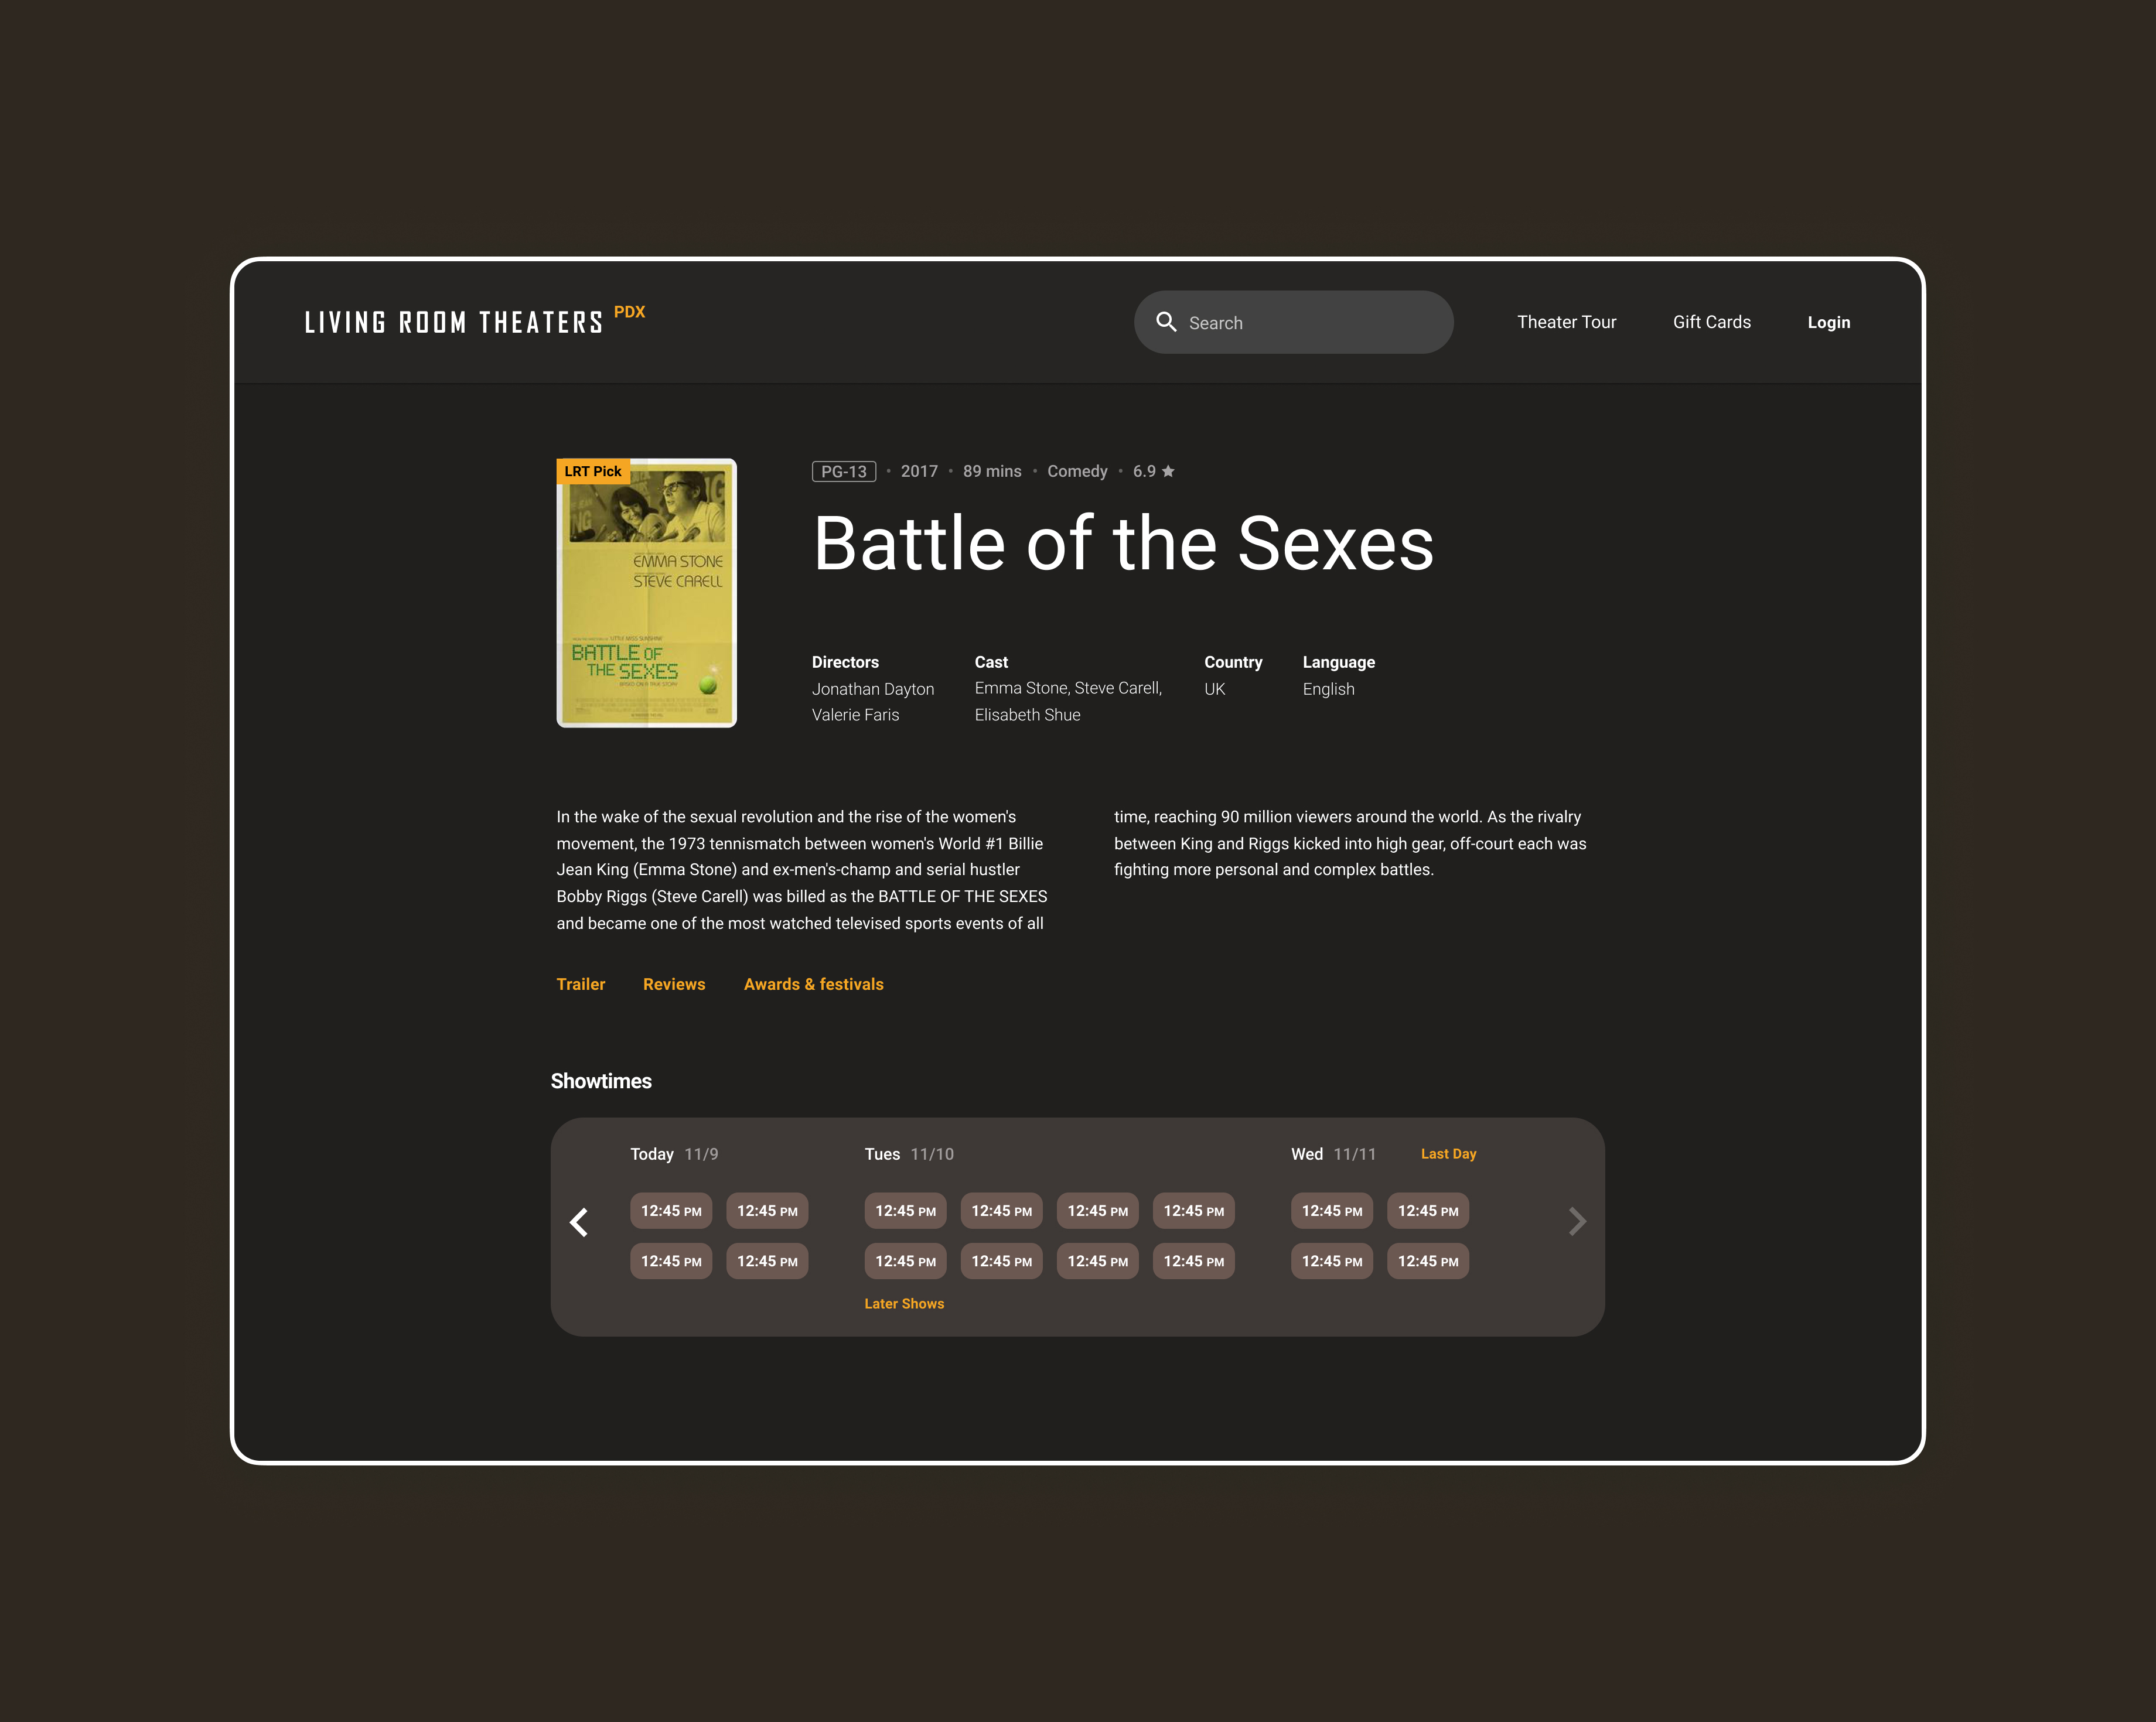 LIVING ROOM THEATERS PDX
Search
Theater Tour
Gift Cards
Login
LRT Pick
EMMA STONE
STEVE CARELL
BATTLE OF
THE SEXES
PG-13 • 2017 • 89 mins • Comedy • 6.9 ★
Battle of the Sexes
Directors
Jonathan Dayton
Valerie Faris
Cast
Emma Stone, Steve Carell,
Elisabeth Shue
Country
UK
Language
English
In the wake of the sexual revolution and the rise of the women's
movement, the 1973 tennismatch between women's World #1 Billie
Jean King (Emma Stone) and ex-men's-champ and serial hustler
Bobby Riggs (Steve Carell) was billed as the BATTLE OF THE SEXES
and became one of the most watched televised sports events of all
time, reaching 90 million viewers around the world. As the rivalry
between King and Riggs kicked into high gear, off-court each was
fighting more personal and complex battles.
Trailer
Reviews
Awards & festivals
Showtimes
Today 11/9
12:45 PM 12:45 PM
12:45 PM 12:45 PM
Tues 11/10
12:45 PM 12:45 PM 12:45 PM 12:45 PM
12:45 PM 12:45 PM 12:45 PM 12:45 PM
Later Shows
Wed 11/11 Last Day
12:45 PM 12:45 PM
12:45 PM 12:45 PM